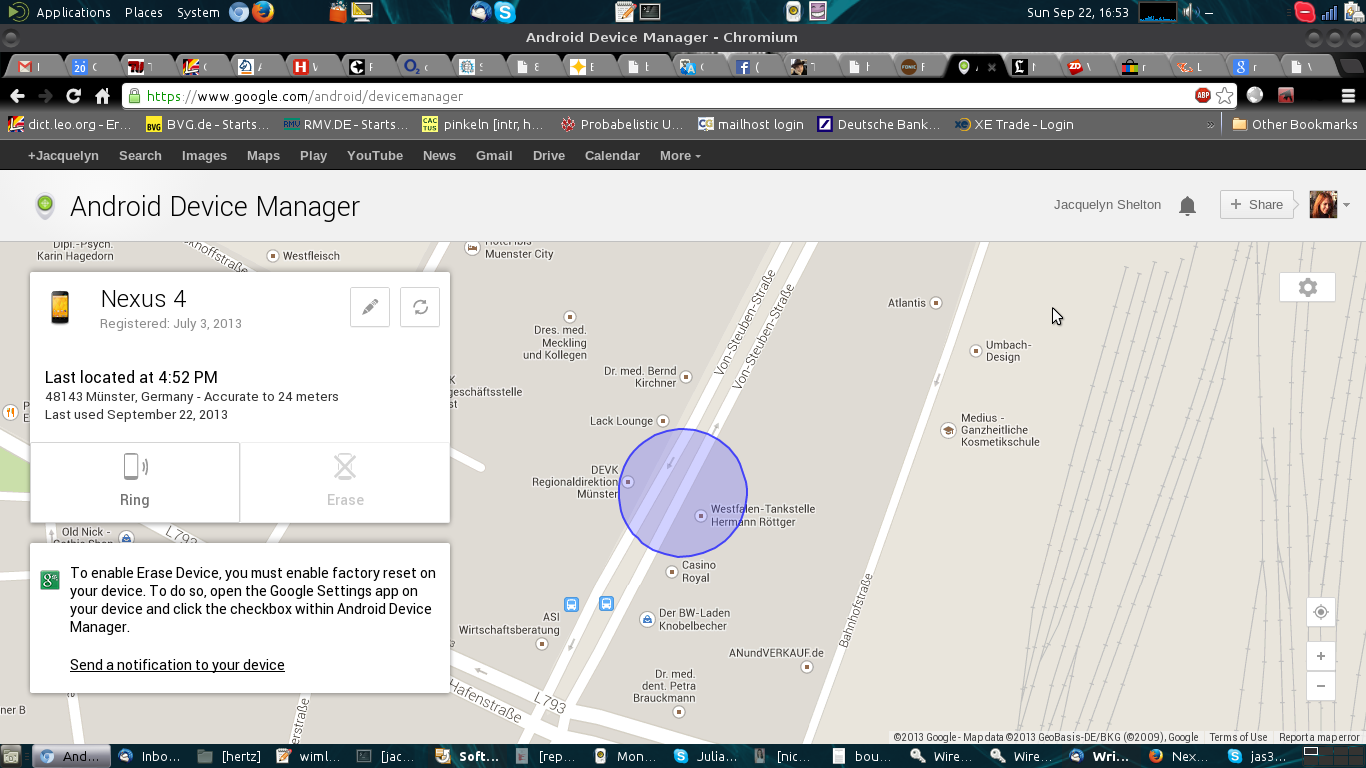 Applications Places System Sun Sep 22, 16:53
Android Device Manager - Chromium
https://www.google.com/android/devicemanager
dict.leo.org - Er... BVG.de - Starts... RMV.DE - Starts... pinkeln [intr, h... Probabelistic U... mailhost login Deutsche Bank... XE Trade - Login » Other Bookmarks
+Jacquelyn Search Images Maps Play YouTube News Gmail Drive Calendar More
Android Device Manager
Jacquelyn Shelton
+ Share
Dipl.-Psych.
Karin Hagedorn
Westfleisch
Muenster City
Nexus 4
Registered: July 3, 2013
Last located at 4:52 PM
48143 Münster, Germany - Accurate to 24 meters
Last used September 22, 2013
Ring
Erase
Old Nick -
L793
To enable Erase Device, you must enable factory reset on
your device. To do so, open the Google Settings app on
your device and click the checkbox within Android Device
Manager.
Send a notification to your device
Von-Steuben-Straße
Von-Steuben-Straße
Dres. med.
Meckling
und Kollegen
Dr. med. Bernd
Kirchner
geschäftsstelle
Lack Lounge
DEVK
Regionaldirektion
Münster
Westfalen-Tankstelle
Hermann Röttger
Casino
Royal
Der BW-Laden
Knobelbecher
ASI
Wirtschaftsberatung
ANundVERKAUF.de
Dr. med.
dent. Petra
Brauckmann
Hafenstraße
L793
Bahnhofstraße
Atlantis
Umbach-
Design
Medius -
Ganzheitliche
Kosmetikschule
©2013 Google - Map data ©2013 GeoBasis-DE/BKG (©2009), Google Terms of Use Report a map error
And... Inbo... [hertz] wiml... [jac... Soft... [rep... Mon... Julia... [nic... bou... Wire... Wire... Wri... Nex... jas3...